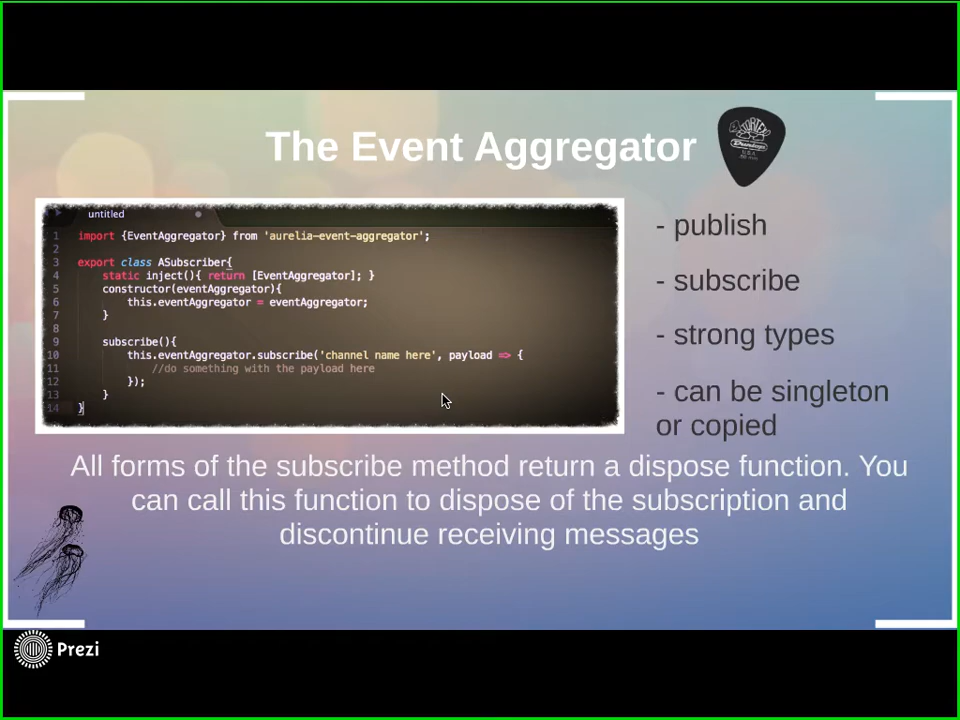 The Event Aggregator
TORTEX
untitled
1 import {EventAggregator} from 'aurelia-event-aggregator';
2
3 export class ASubscriber{
4 static inject(){ return [EventAggregator]; }
5 constructor(eventAggregator){
6 this.eventAggregator = eventAggregator;
7 }
8
9 subscribe(){
10 this.eventAggregator.subscribe('channel name here', payload => {
11 //do something with the payload here
12 });
13 }
14 }
- publish
- subscribe
- strong types
- can be singleton
or copied
All forms of the subscribe method return a dispose function. You
can call this function to dispose of the subscription and
discontinue receiving messages
Prezi